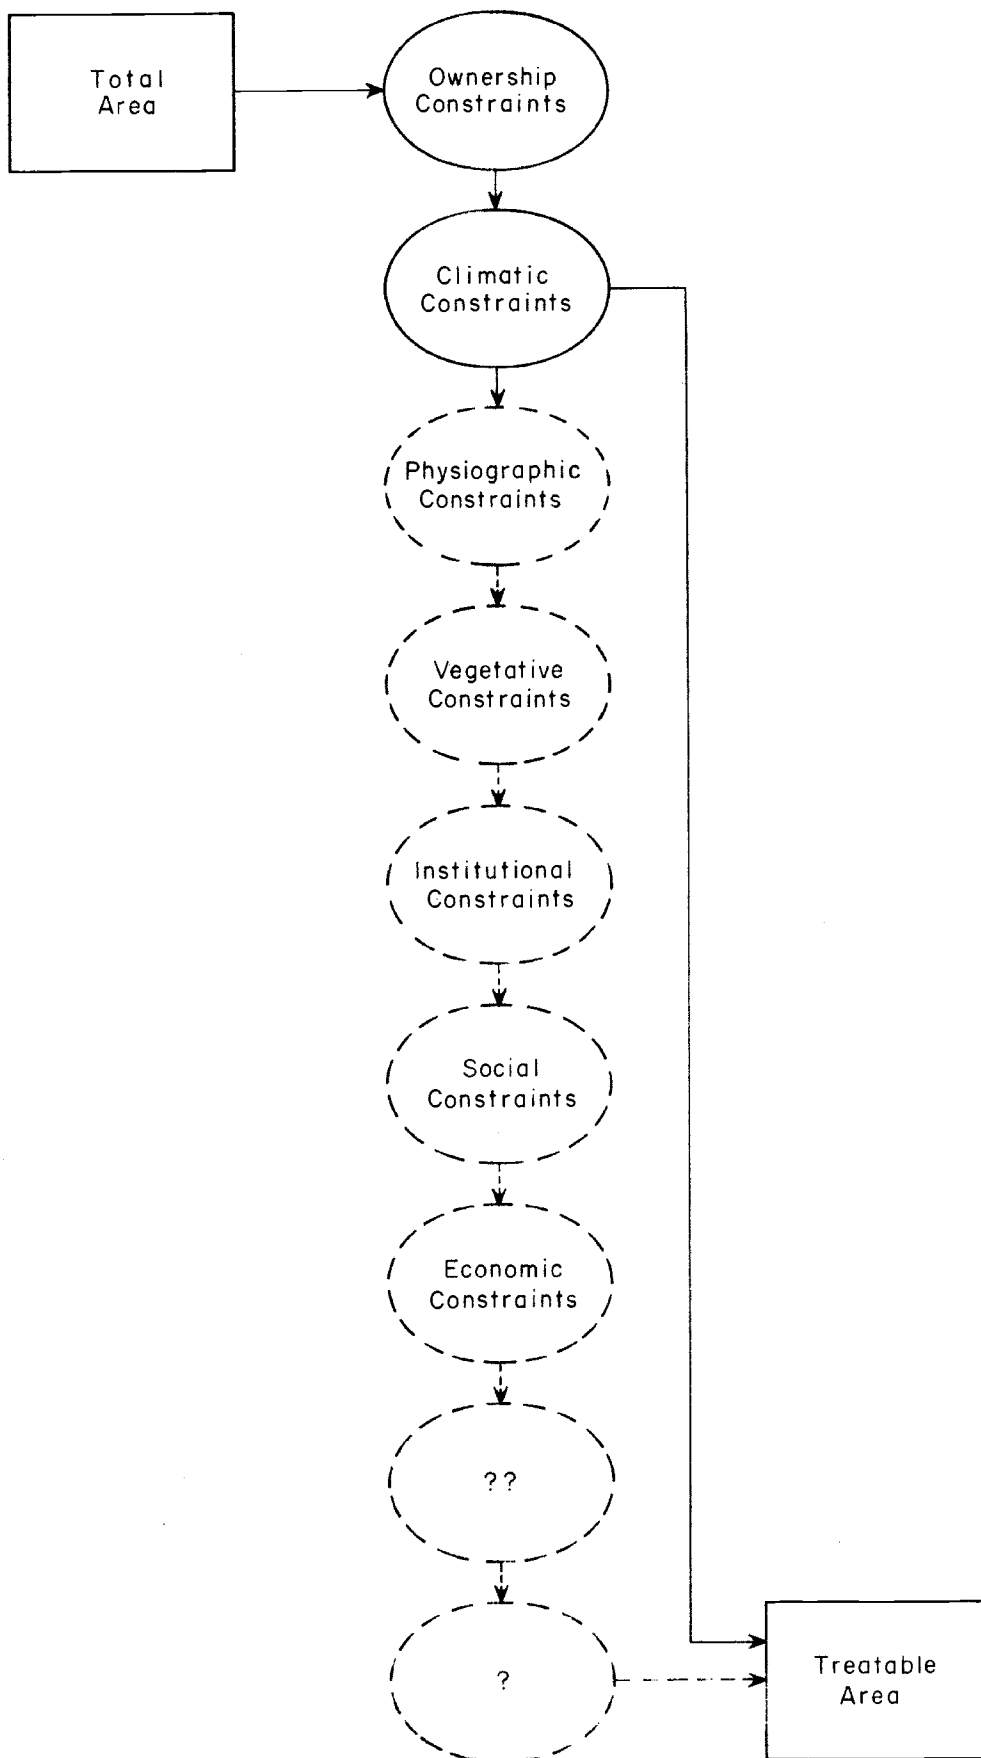 Total
Area
Ownership
Constraints
Climatic
Constraints
Physiographic
Constraints
Vegetative
Constraints
Institutional
Constraints
Social
Constraints
Economic
Constraints
??
?
Treatable
Area